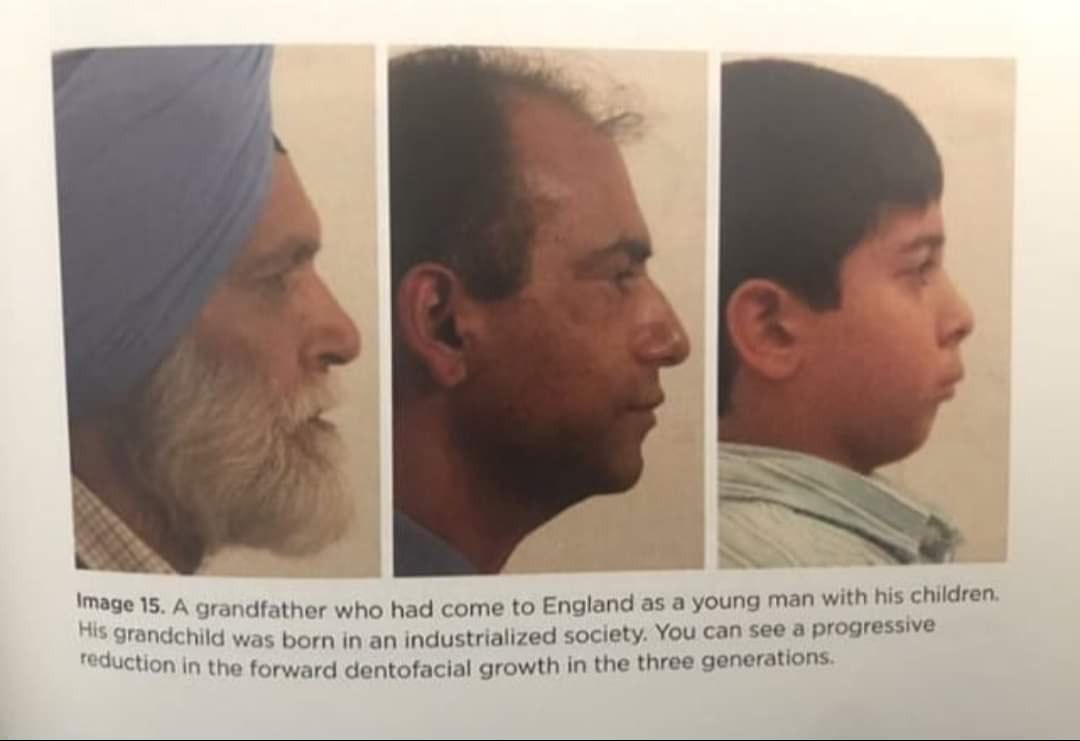 Image 15. A grandfather who had come to England as a young man with his children.
His grandchild was born in an industrialized society. You can see a progressive
reduction in the forward dentofacial growth in the three generations.